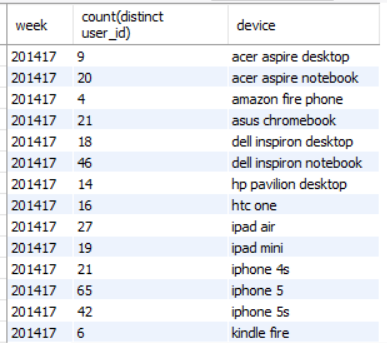 week count(distinct user_id) device
201417 9 acer aspire desktop
201417 20 acer aspire notebook
201417 4 amazon fire phone
201417 21 asus chromebook
201417 18 dell inspiron desktop
201417 46 dell inspiron notebook
201417 14 hp pavilion desktop
201417 16 htc one
201417 27 ipad air
201417 19 ipad mini
201417 21 iphone 4s
201417 65 iphone 5
201417 42 iphone 5s
201417 6 kindle fire